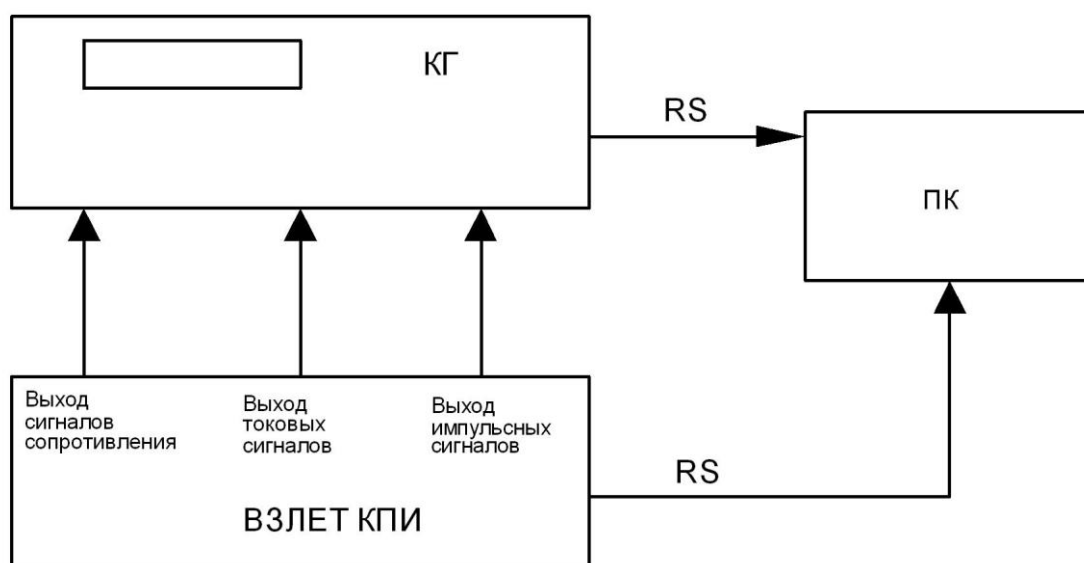 КГ
RS
ПК
Выход
сигналов
сопротивления
Выход
токовых
сигналов
Выход
импульсных
сигналов
RS
ВЗЛЕТ КПИ